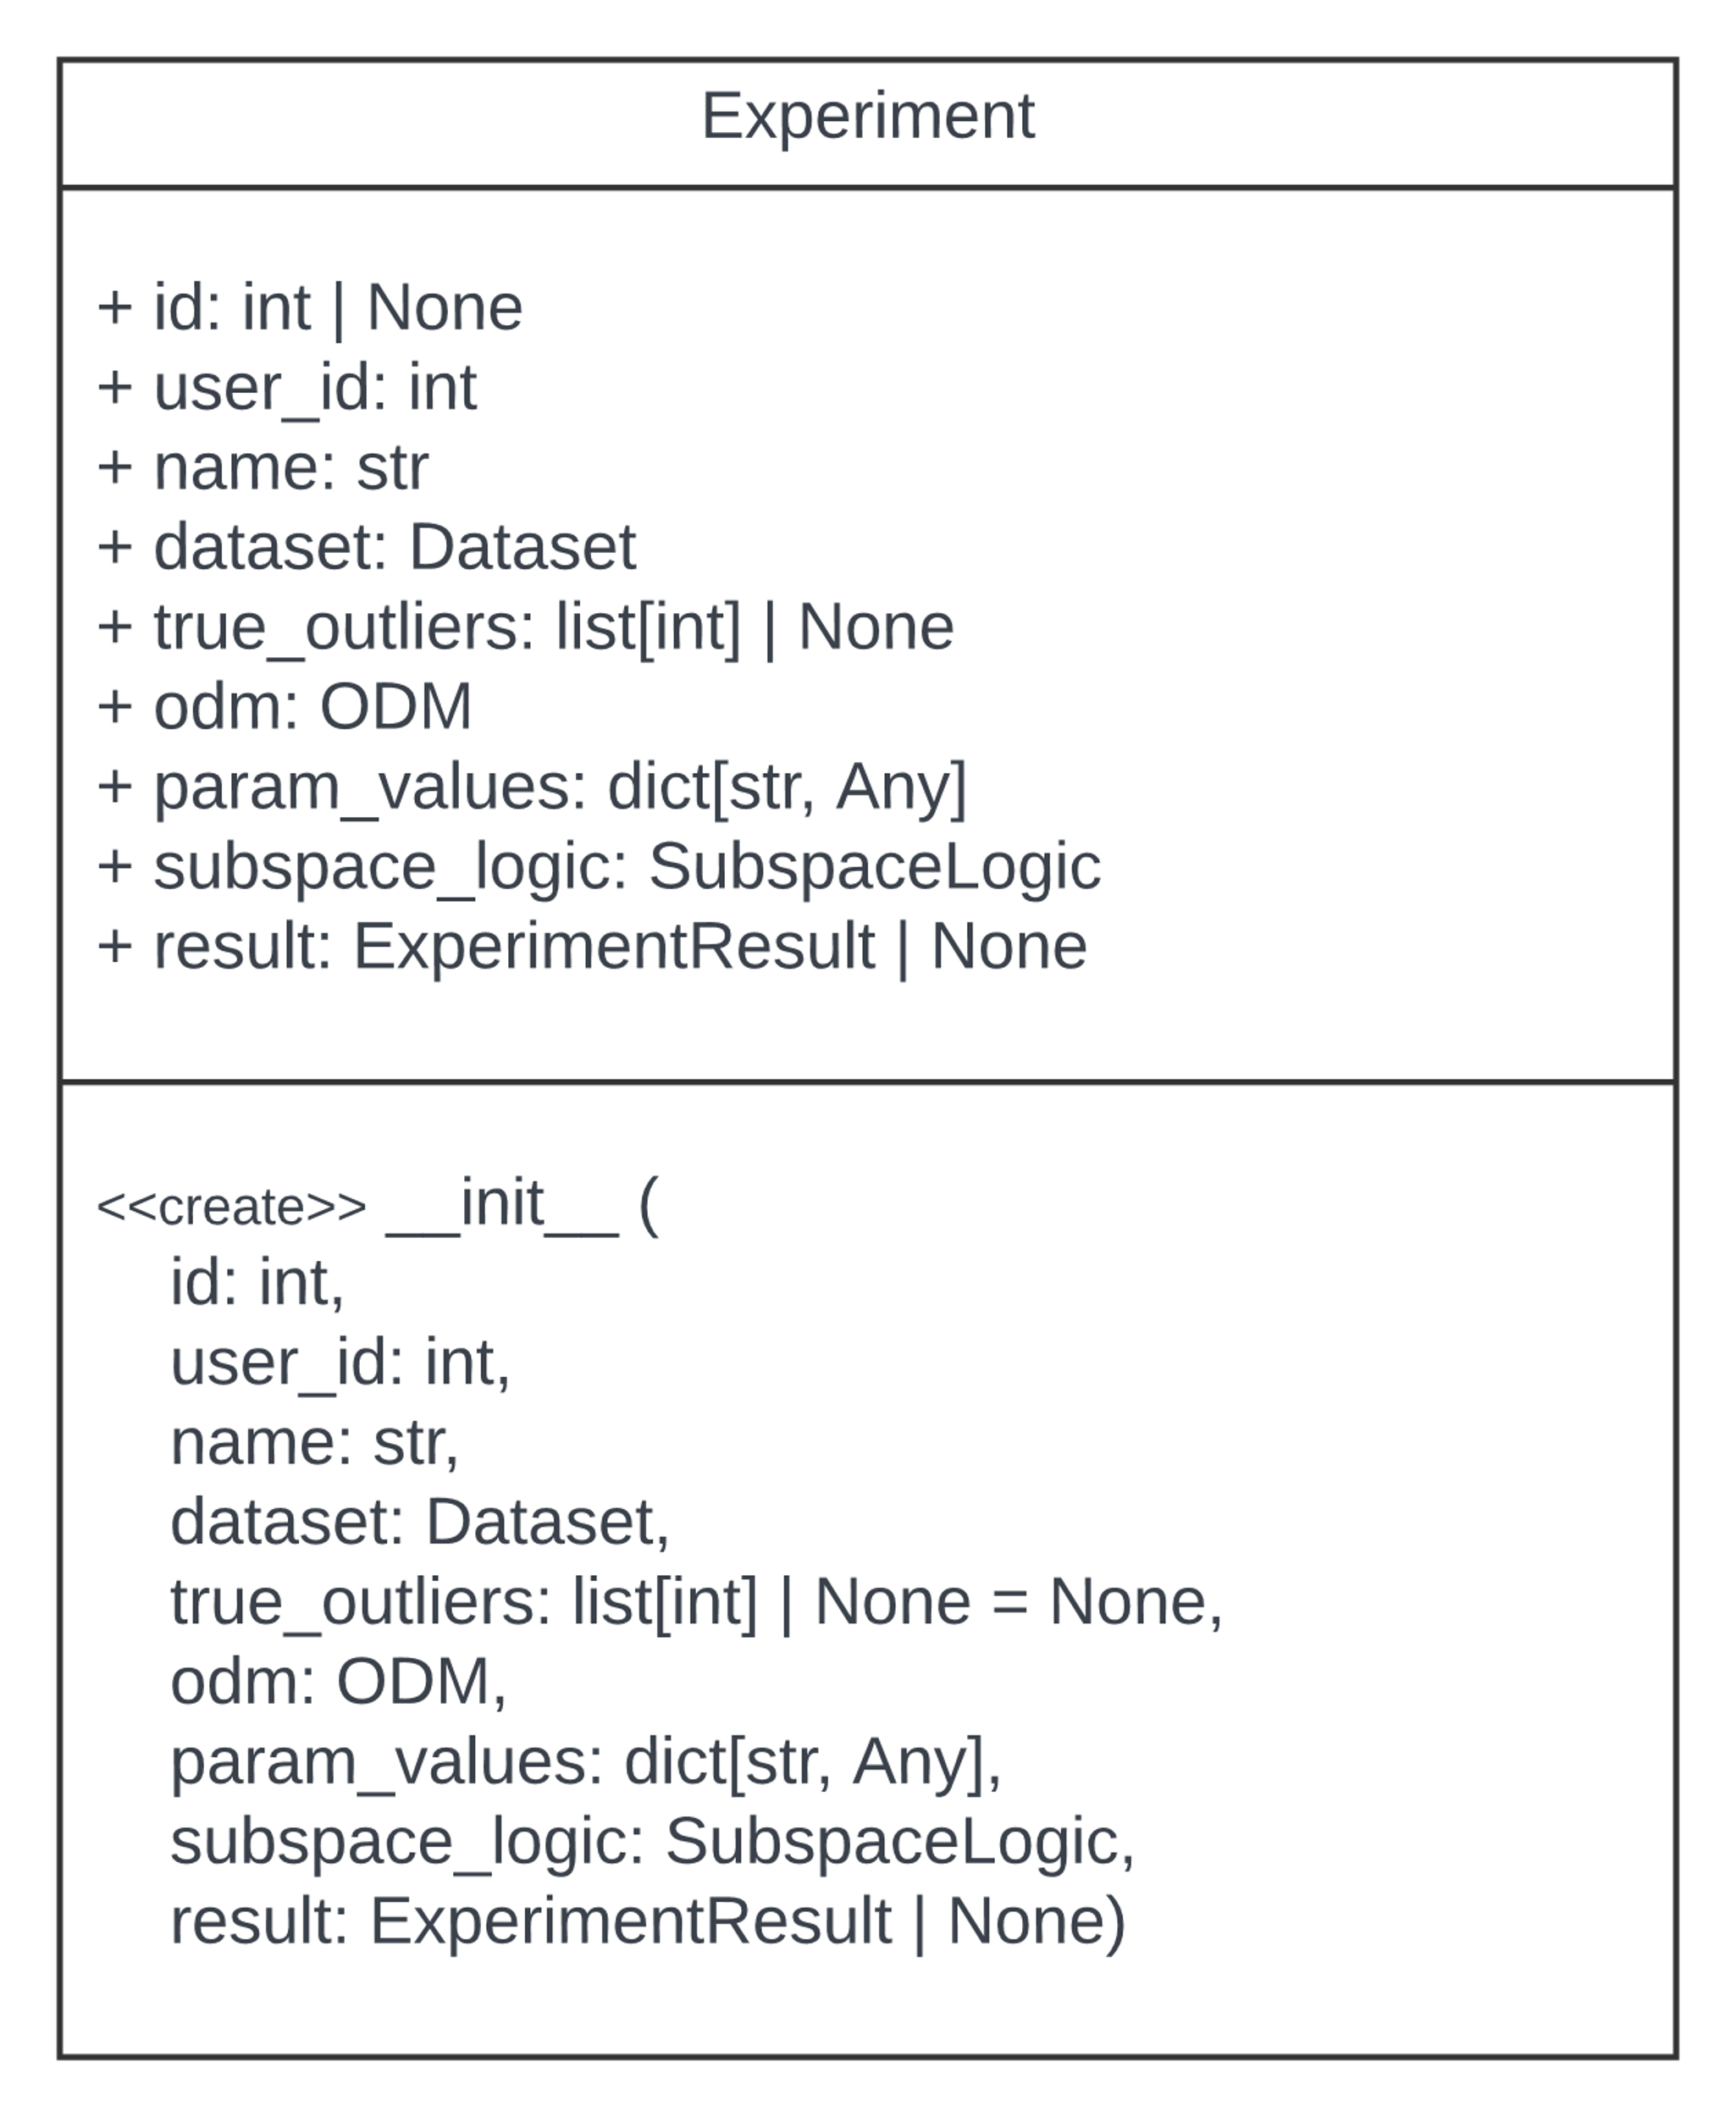 Experiment
+ id: int | None
+ user_id: int
+ name: str
+ dataset: Dataset
+ true_outliers: list[int] | None
+ odm: ODM
+ param_values: dict[str, Any]
+ subspace_logic: SubspaceLogic
+ result: ExperimentResult | None
<<create>> __init__ (
id: int,
user_id: int,
name: str,
dataset: Dataset,
true_outliers: list[int] | None = None,
odm: ODM,
param_values: dict[str, Any],
subspace_logic: SubspaceLogic,
result: ExperimentResult | None)